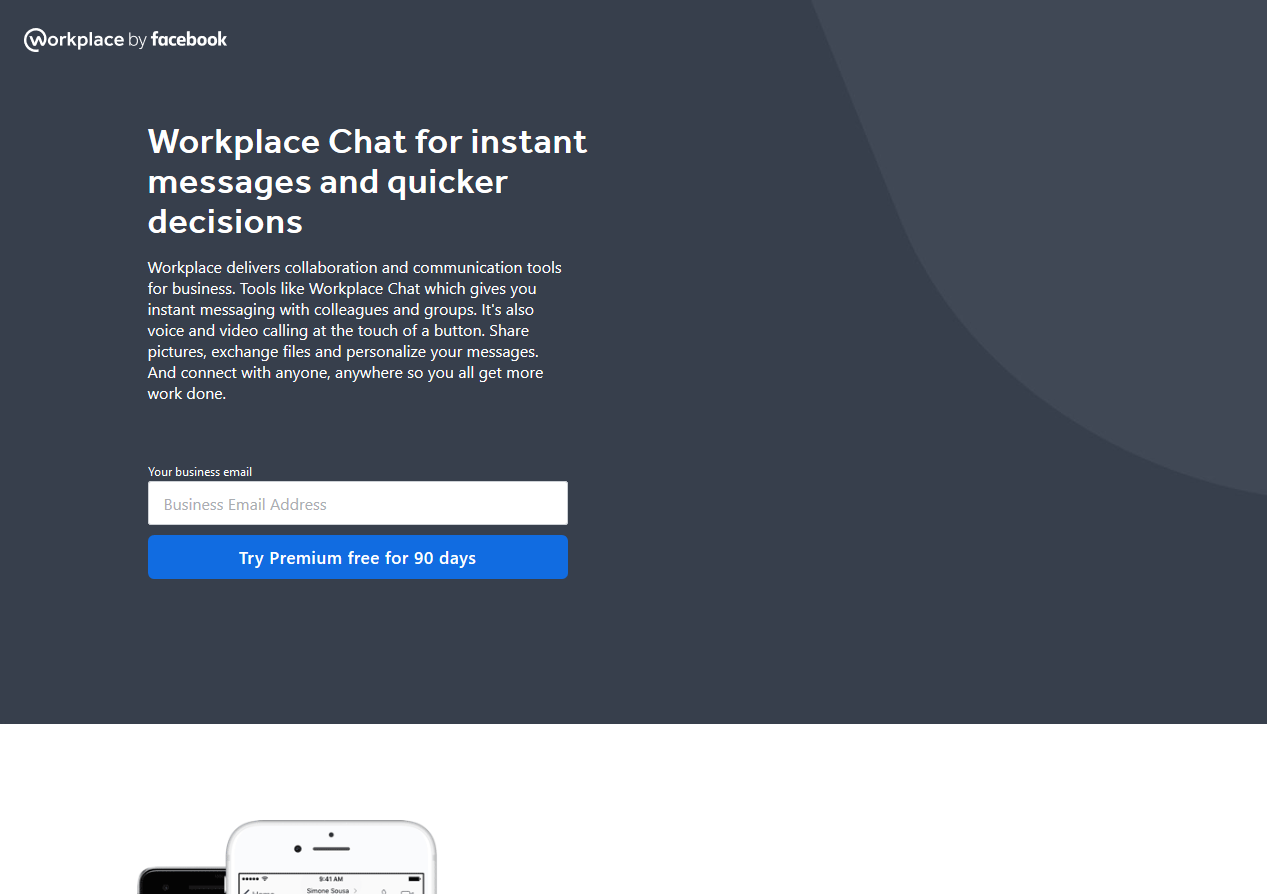 Workplace by facebook
Workplace Chat for instant
messages and quicker
decisions
Workplace delivers collaboration and communication tools
for business. Tools like Workplace Chat which gives you
instant messaging with colleagues and groups. It's also
voice and video calling at the touch of a button. Share
pictures, exchange files and personalize your messages.
And connect with anyone, anywhere so you all get more
work done.
Your business email
Business Email Address
Try Premium free for 90 days
9:41 AM
Simone Sousa
Home